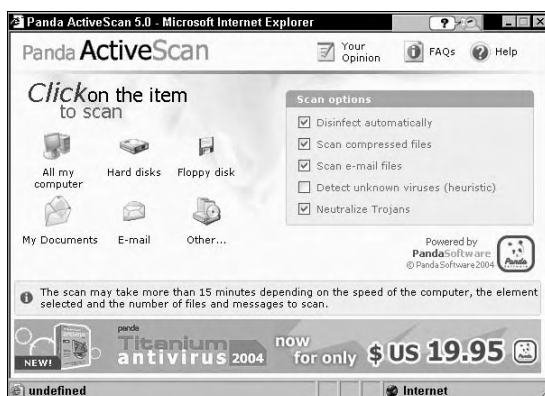 Panda ActiveScan 5.0 - Microsoft Internet Explorer
Panda ActiveScan
Your Opinion
FAQs
Help
Click on the item
to scan
All my computer
Hard disks
Floppy disk
My Documents
E-mail
Other...
Scan options
Disinfect automatically
Scan compressed files
Scan e-mail files
Detect unknown viruses (heuristic)
Neutralize Trojans
Powered by
PandaSoftware
© PandaSoftware 2004
Panda
The scan may take more than 15 minutes depending on the speed of the computer, the element
selected and the number of files and messages to scan.
NEW!
panda
Titanium
antivirus 2004
now
for only
$ US 19.95
undefined
Internet